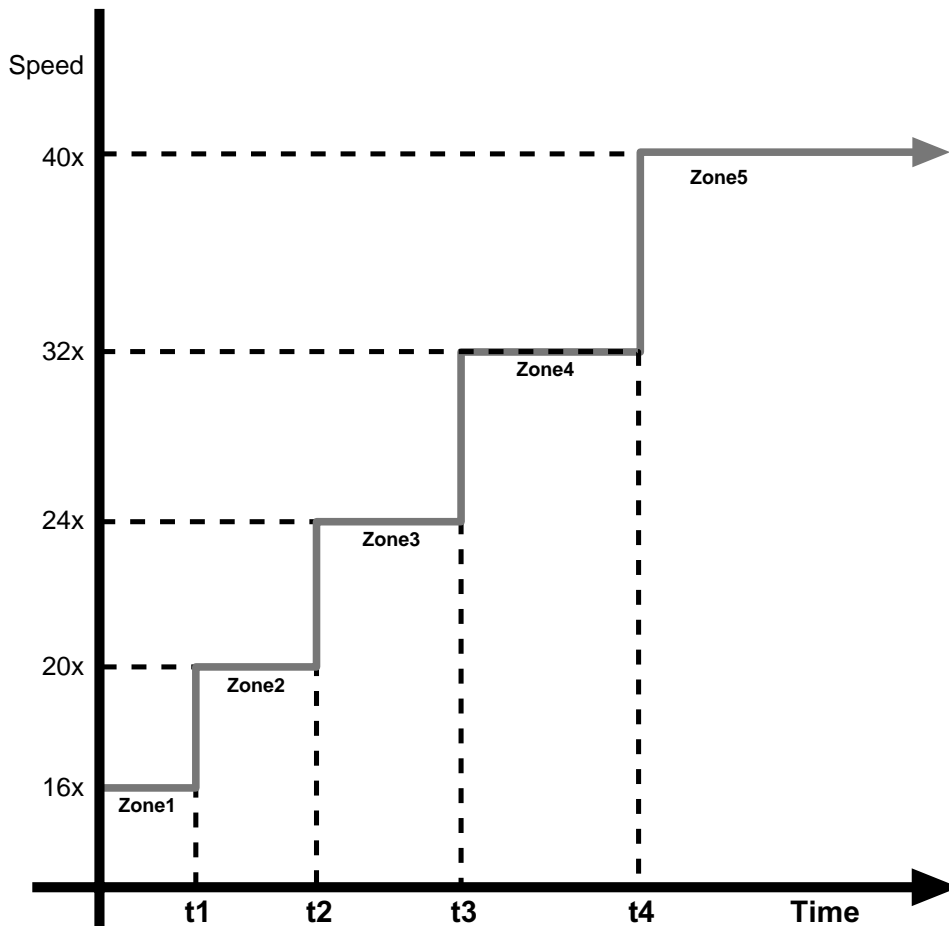 Speed
40x
Zone5
32x
Zone4
24x
Zone3
20x
Zone2
16x
Zone1
t1 t2 t3 t4 Time